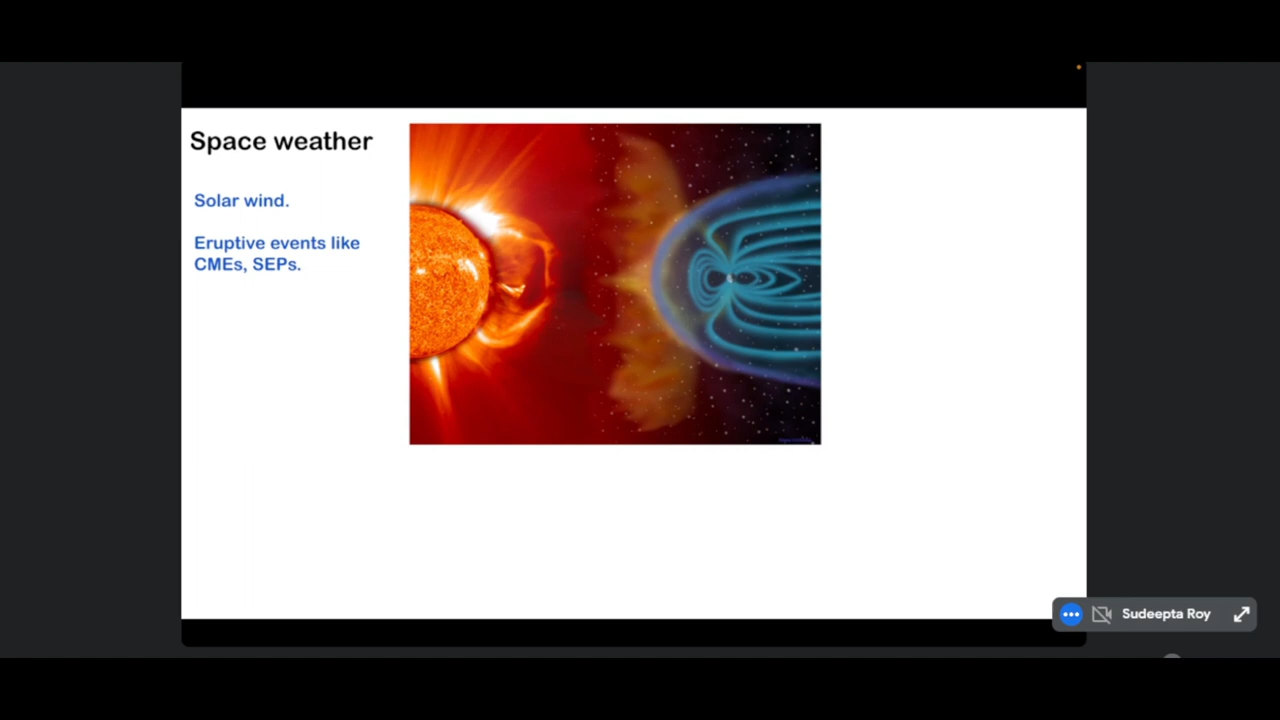 Space weather
Solar wind.
Eruptive events like
CMEs, SEPs.
Sudeepta Roy